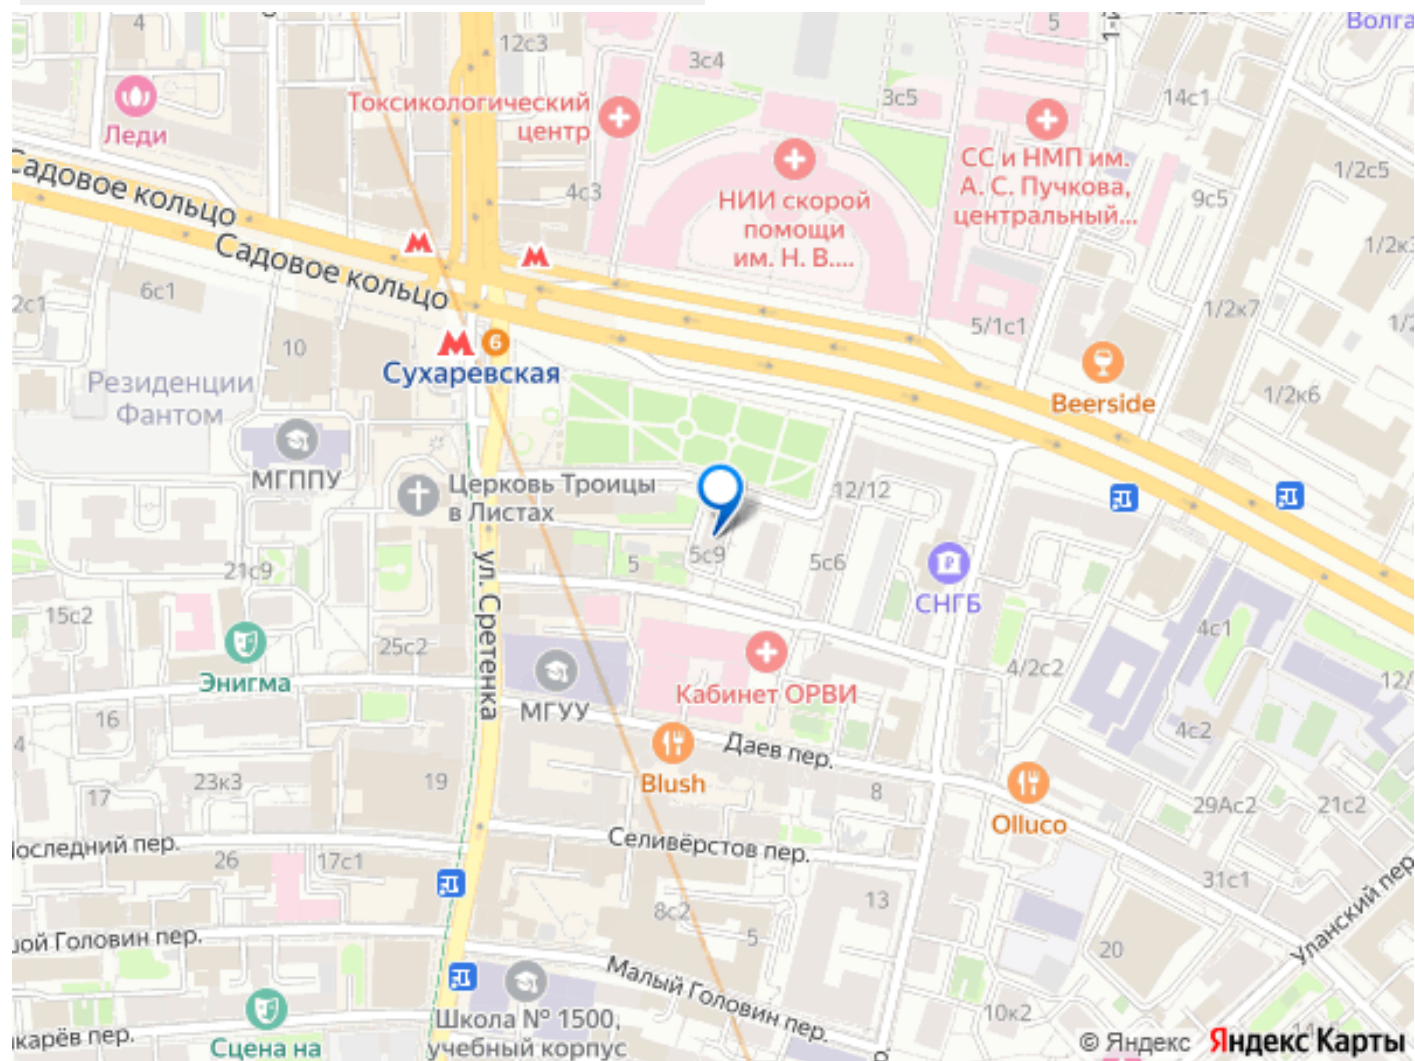 4
12с3
5
Волга
3с4
Токсикологический
центр
3с5
14с1
Леди
СС и НМП им.
А. С. Пучкова,
центральный...
1/2с5
Садовое кольцо
4с3
НИИ скорой
помощи
им. Н. В....
9с5
Садовое кольцо
6с1
5/1с1
1/2к7
10
6
Сухаревская
Резиденции
Фантом
Beerside
1/2к6
МГППУ
Церковь Троицы
в Листах
12/12
21с9
5
5с9
5с6
СНГБ
15с2
ул. Сретенка
25с2
4с1
Энигма
Кабинет ОРВИ
4/2с2
16
МГУУ
4с2
Даев пер.
23к3
19
Blush
8
17
Olluco
29Ас2
21с2
Селивёрстов пер.
26
17с1
31с1
8с2
13
Уланский пер.
5
20
Малый Головин пер.
Школа № 1500,
учебный корпус
10к2
Сцена на
© Яндекс Яндекс Карты